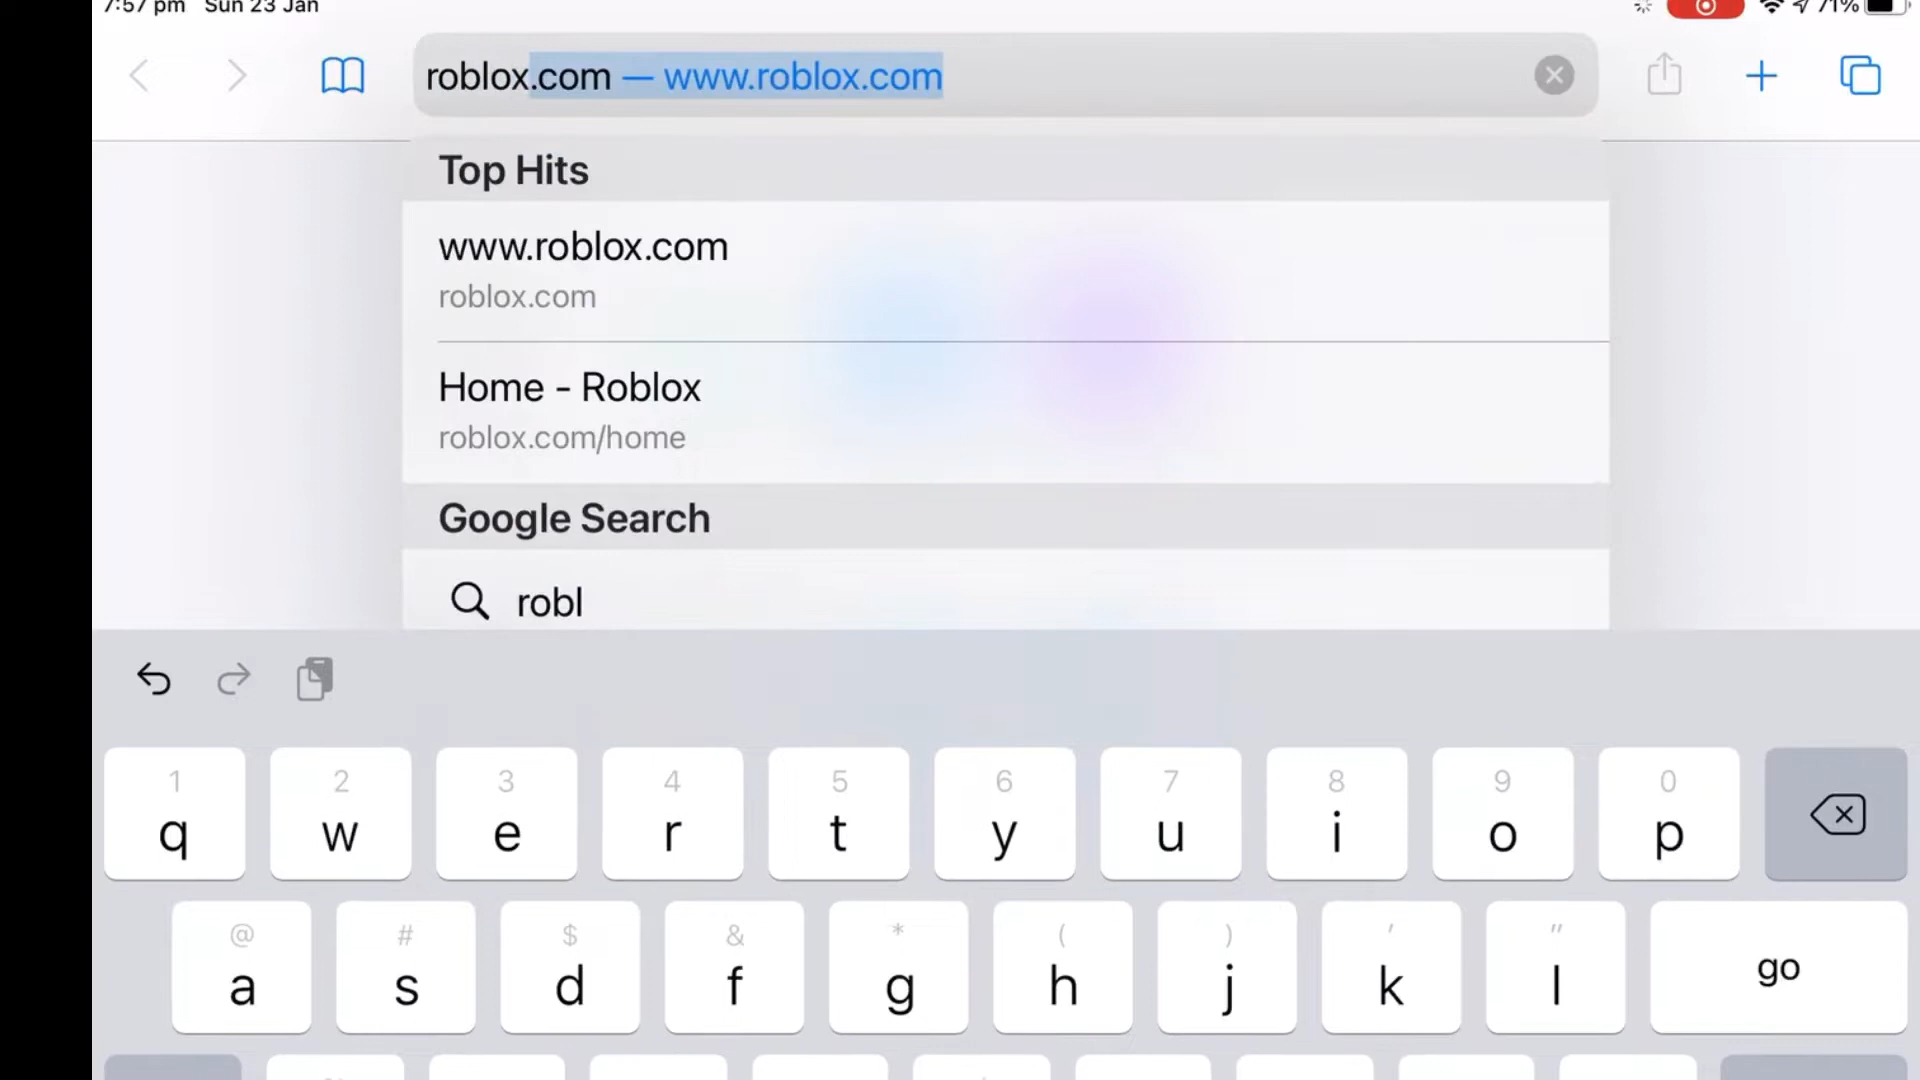 7:57 pm Sun 23 Jan 71%
roblox.com — www.roblox.com
Top Hits
www.roblox.com
roblox.com
Home - Roblox
roblox.com/home
Google Search
robl
1 2 3 4 5 6 7 8 9 0
q w e r t y u i o p
@ # $ & * ( ) ' "
a s d f g h j k l go